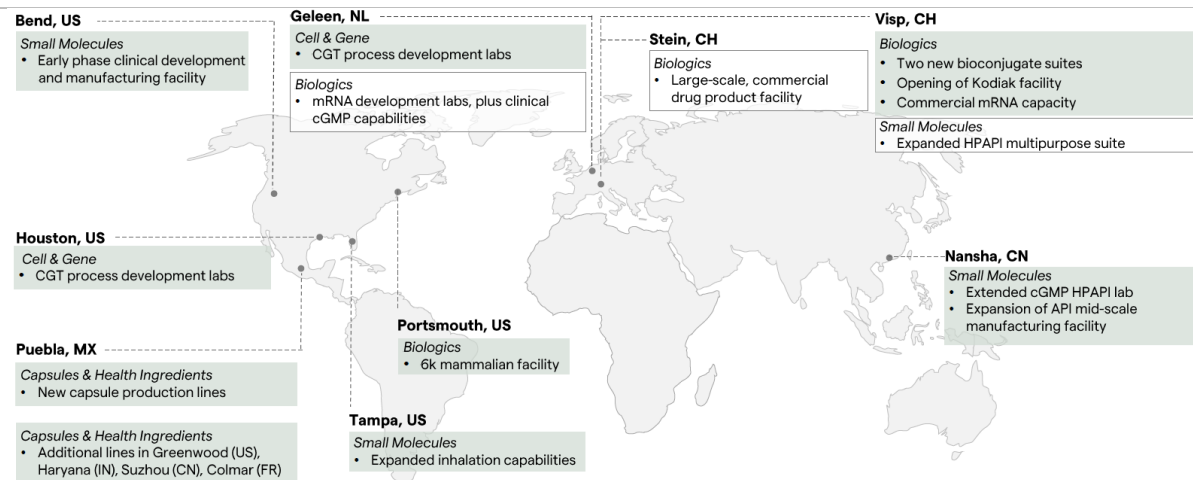 Bend, US
Small Molecules
• Early phase clinical development
and manufacturing facility
Geleen, NL
Cell & Gene
• CGT process development labs
Biologics
• mRNA development labs, plus clinical
cGMP capabilities
Stein, CH
Biologics
• Large-scale, commercial
drug product facility
Visp, CH
Biologics
• Two new bioconjugate suites
• Opening of Kodiak facility
• Commercial mRNA capacity
Small Molecules
• Expanded HPAPI multipurpose suite
Houston, US
Cell & Gene
• CGT process development labs
Nansha, CN
Small Molecules
• Extended cGMP HPAPI lab
• Expansion of API mid-scale
manufacturing facility
Portsmouth, US
Biologics
• 6k mammalian facility
Puebla, MX
Capsules & Health Ingredients
• New capsule production lines
Capsules & Health Ingredients
• Additional lines in Greenwood (US),
Haryana (IN), Suzhou (CN), Colmar (FR)
Tampa, US
Small Molecules
• Expanded inhalation capabilities